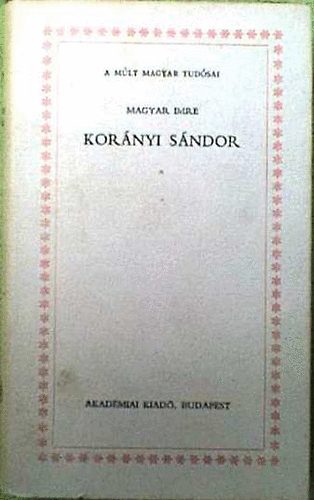 A MÚLT MAGYAR TUDÓSAI
MAGYAR IMRE
KORÁNYI SÁNDOR
AKADÉMIAI KIADÓ, BUDAPEST